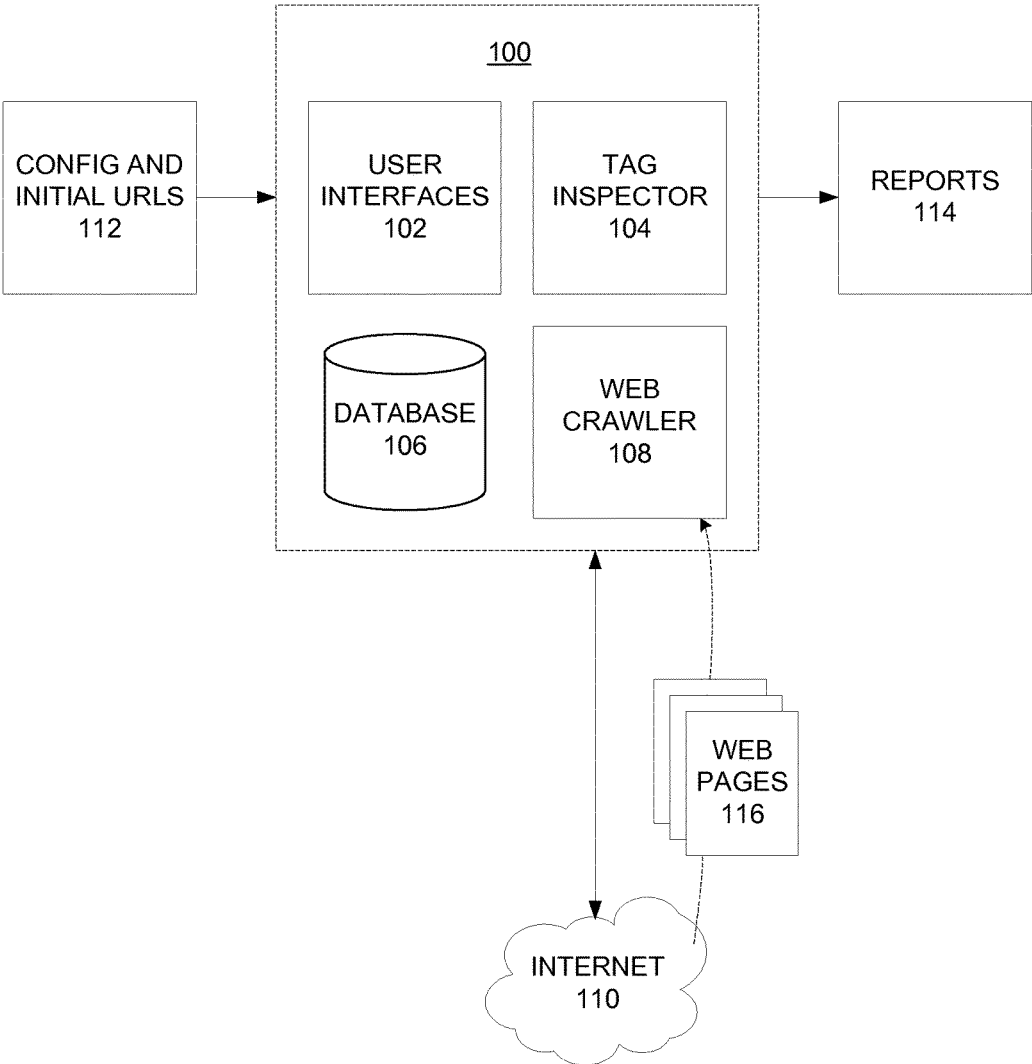 100
CONFIG AND
INITIAL URLS
112
USER
INTERFACES
102
TAG
INSPECTOR
104
REPORTS
114
DATABASE
106
WEB
CRAWLER
108
WEB
PAGES
116
INTERNET
110